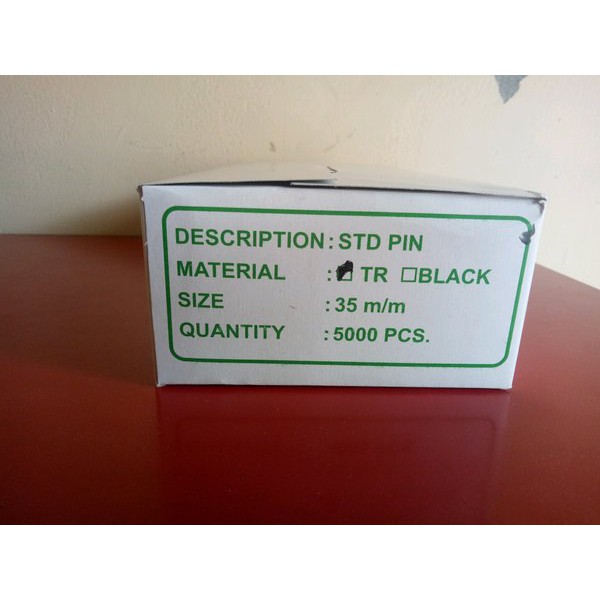 DESCRIPTION : STD PIN
MATERIAL : ☑ TR ☐ BLACK
SIZE : 35 m/m
QUANTITY : 5000 PCS.